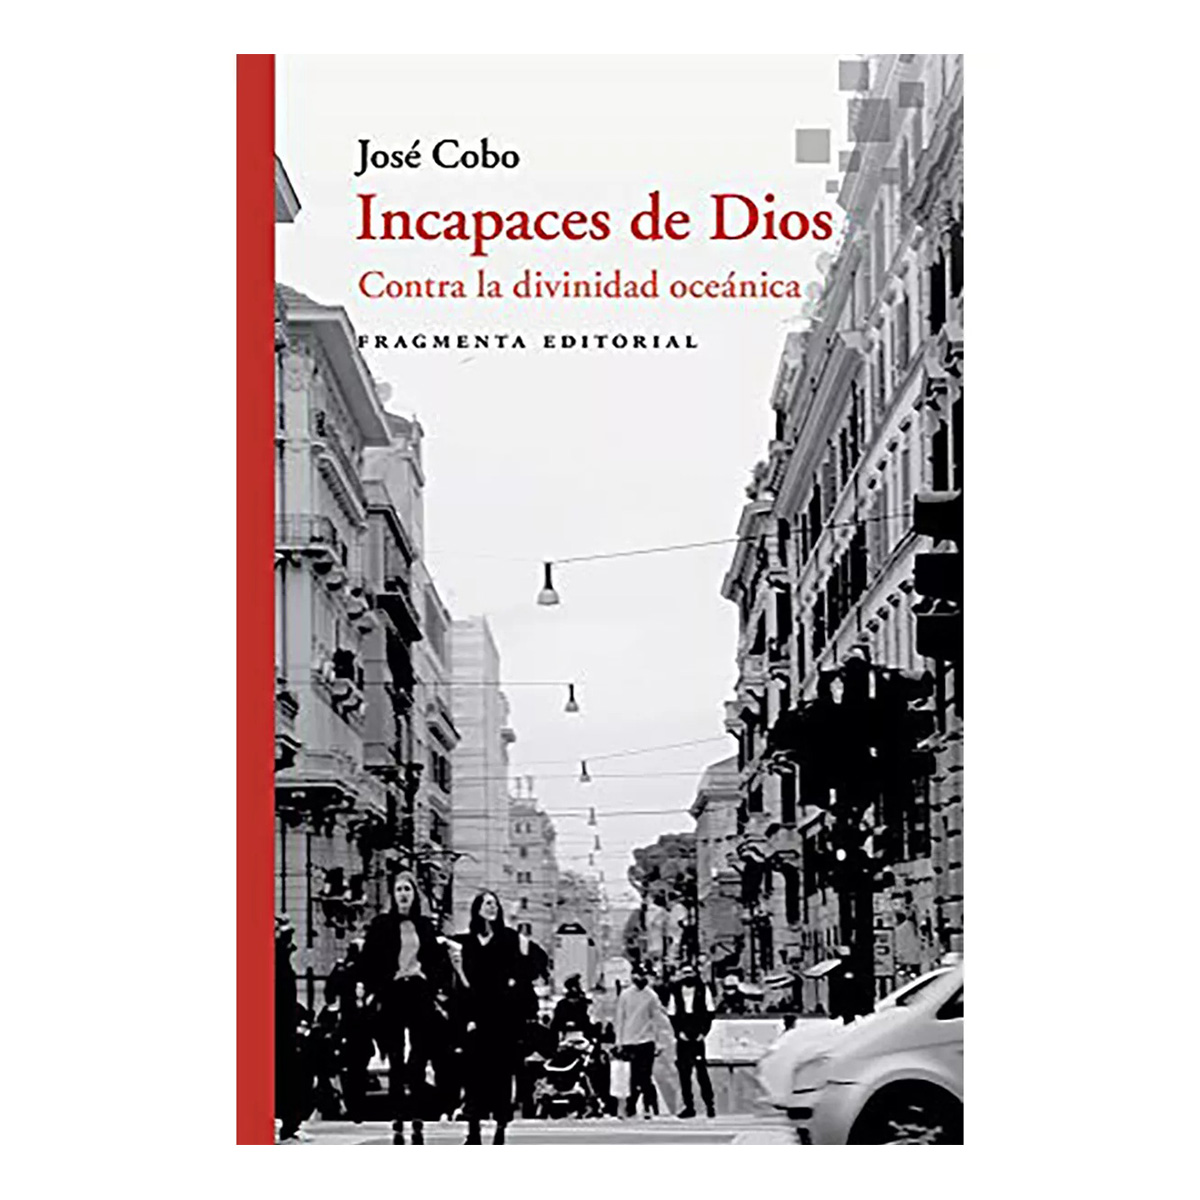 José Cobo
Incapaces de Dios
Contra la divinidad oceánica
FRAGMENTA EDITORIAL